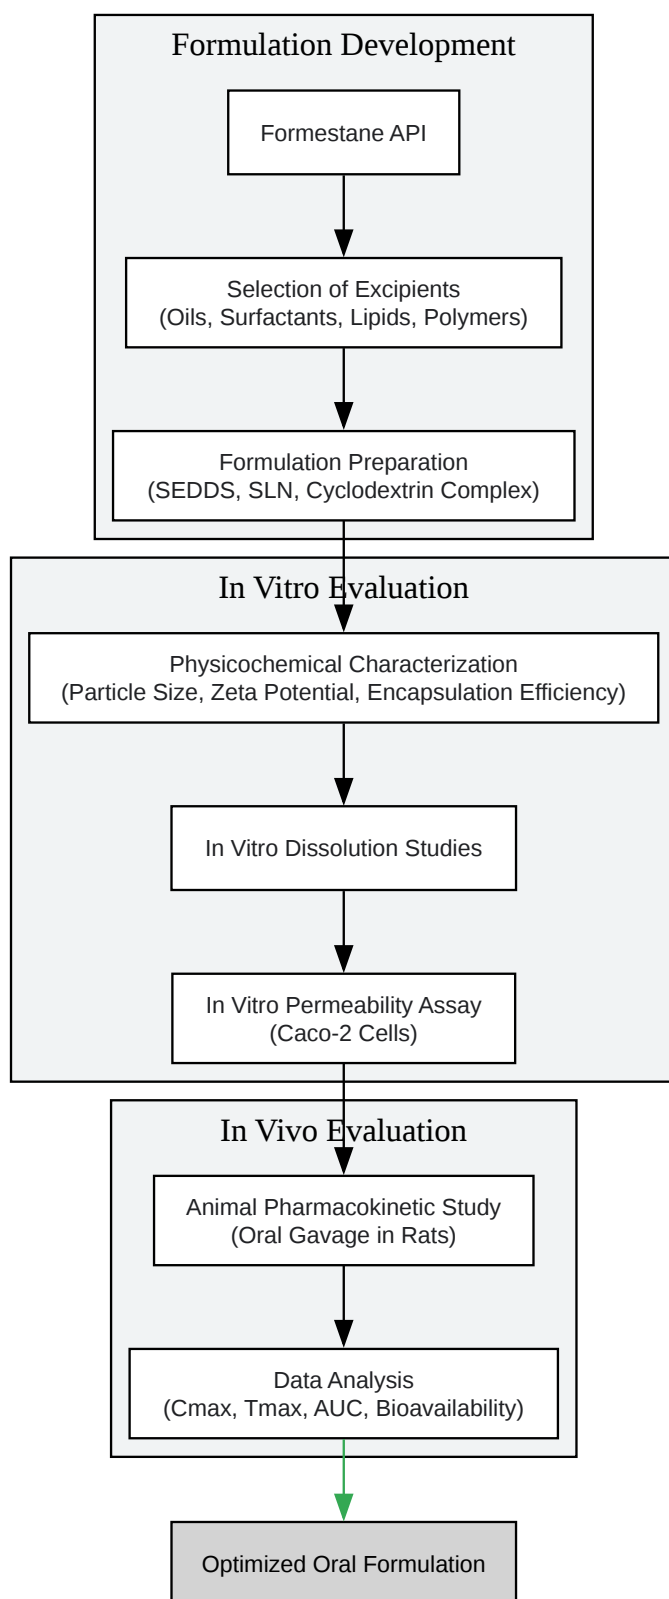 Formulation Development
Formestane API
Selection of Excipients
(Oils, Surfactants, Lipids, Polymers)
Formulation Preparation
(SEDDS, SLN, Cyclodextrin Complex)
In Vitro Evaluation
Physicochemical Characterization
(Particle Size, Zeta Potential, Encapsulation Efficiency)
In Vitro Dissolution Studies
In Vitro Permeability Assay
(Caco-2 Cells)
In Vivo Evaluation
Animal Pharmacokinetic Study
(Oral Gavage in Rats)
Data Analysis
(Cmax, Tmax, AUC, Bioavailability)
Optimized Oral Formulation